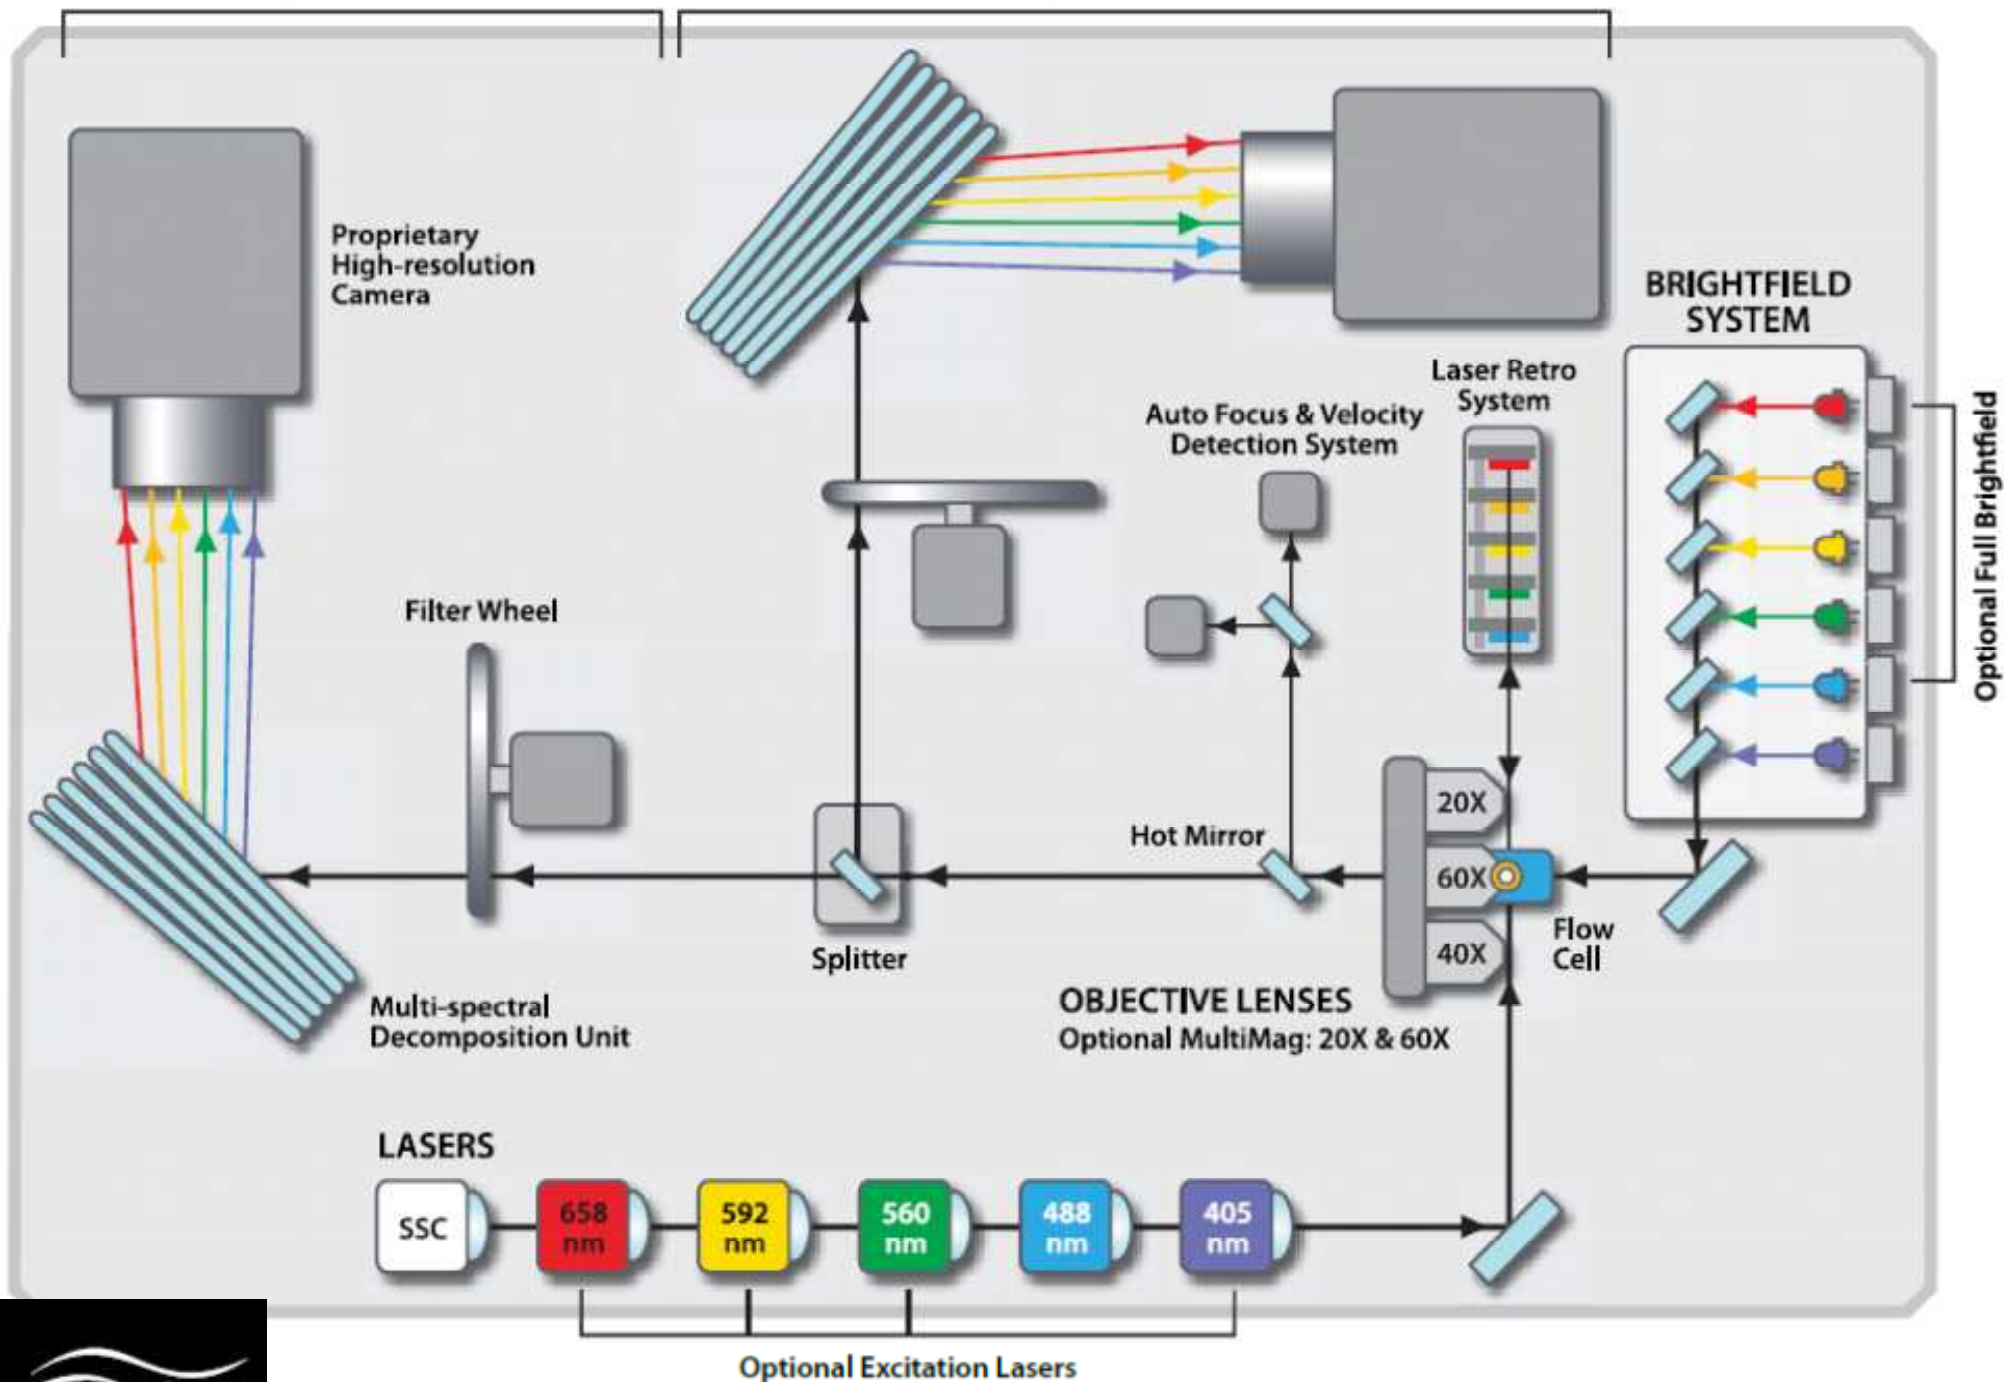 Proprietary
High-resolution
Camera
BRIGHTFIELD
SYSTEM
Laser Retro
System
Auto Focus & Velocity
Detection System
Optional Full Brightfield
Filter Wheel
20X
Hot Mirror
60X
Flow
Cell
40X
Splitter
OBJECTIVE LENSES
Optional MultiMag: 20X & 60X
Multi-spectral
Decomposition Unit
LASERS
SSC
658
nm
592
nm
560
nm
488
nm
405
nm
Optional Excitation Lasers